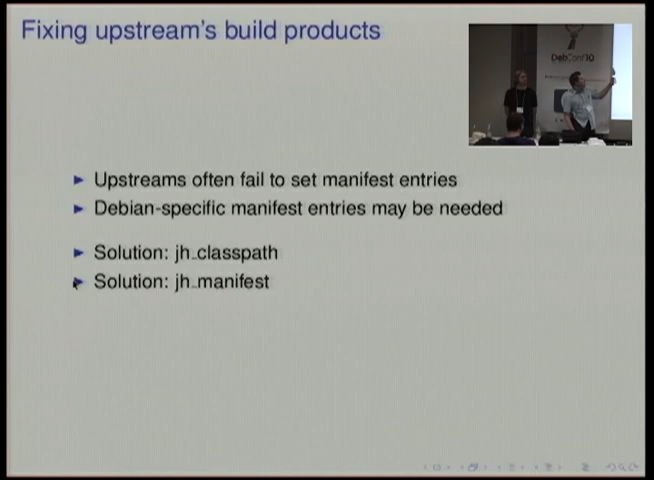 Fixing upstream's build products
DebConf10
Upstreams often fail to set manifest entries
Debian-specific manifest entries may be needed
Solution: jh_classpath
Solution: jh_manifest